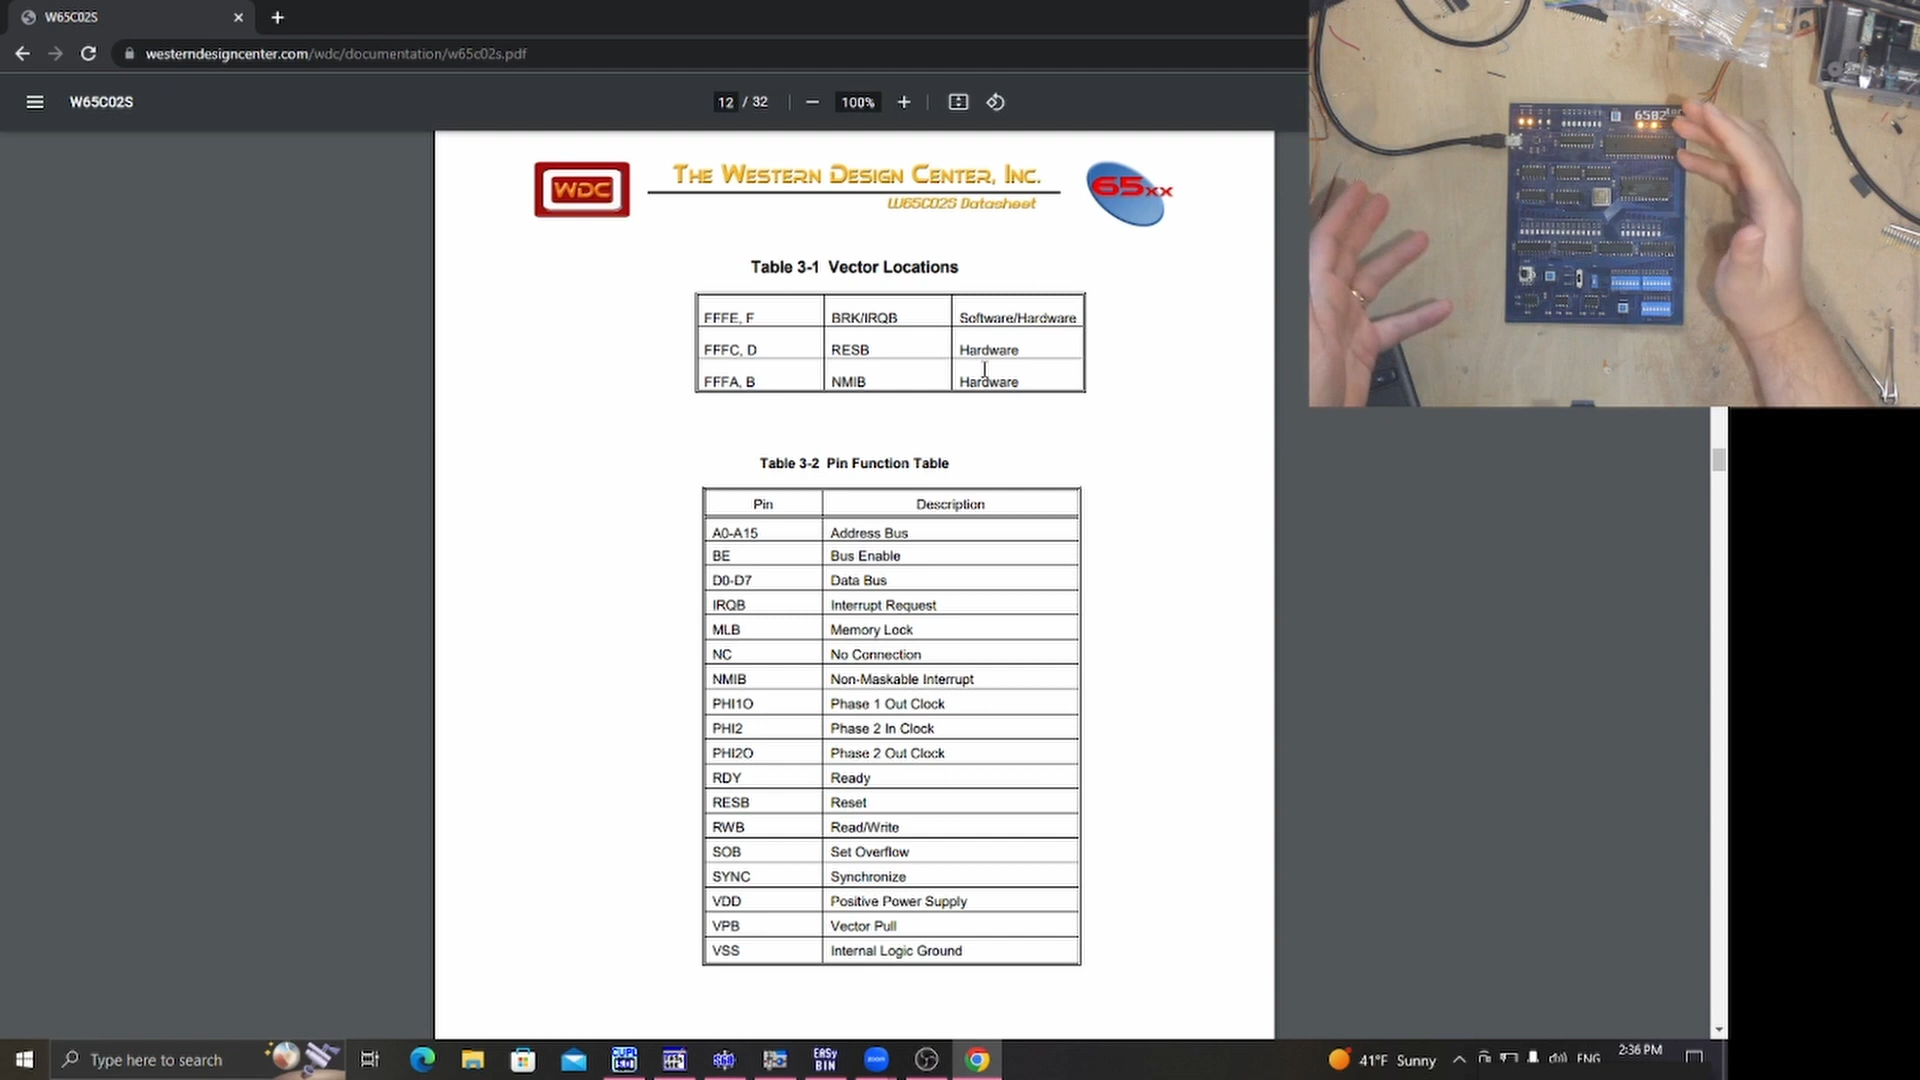 W65C02S
westerndesigncenter.com/wdc/documentation/w65c02s.pdf
W65C02S
12 / 32
100%
WDC
THE WESTERN DESIGN CENTER, INC.
W65C02S Datasheet
65xx
Table 3-1 Vector Locations
FFFE, F BRK/IRQB Software/Hardware
FFFC, D RESB Hardware
FFFA, B NMIB Hardware
Table 3-2 Pin Function Table
Pin Description
A0-A15 Address Bus
BE Bus Enable
D0-D7 Data Bus
IRQB Interrupt Request
MLB Memory Lock
NC No Connection
NMIB Non-Maskable Interrupt
PHI1O Phase 1 Out Clock
PHI2 Phase 2 In Clock
PHI2O Phase 2 Out Clock
RDY Ready
RESB Reset
RWB Read/Write
SOB Set Overflow
SYNC Synchronize
VDD Positive Power Supply
VPB Vector Pull
VSS Internal Logic Ground
Type here to search
CUPL
EASy
BIN
zoom
41°F Sunny
ENG
2:36 PM